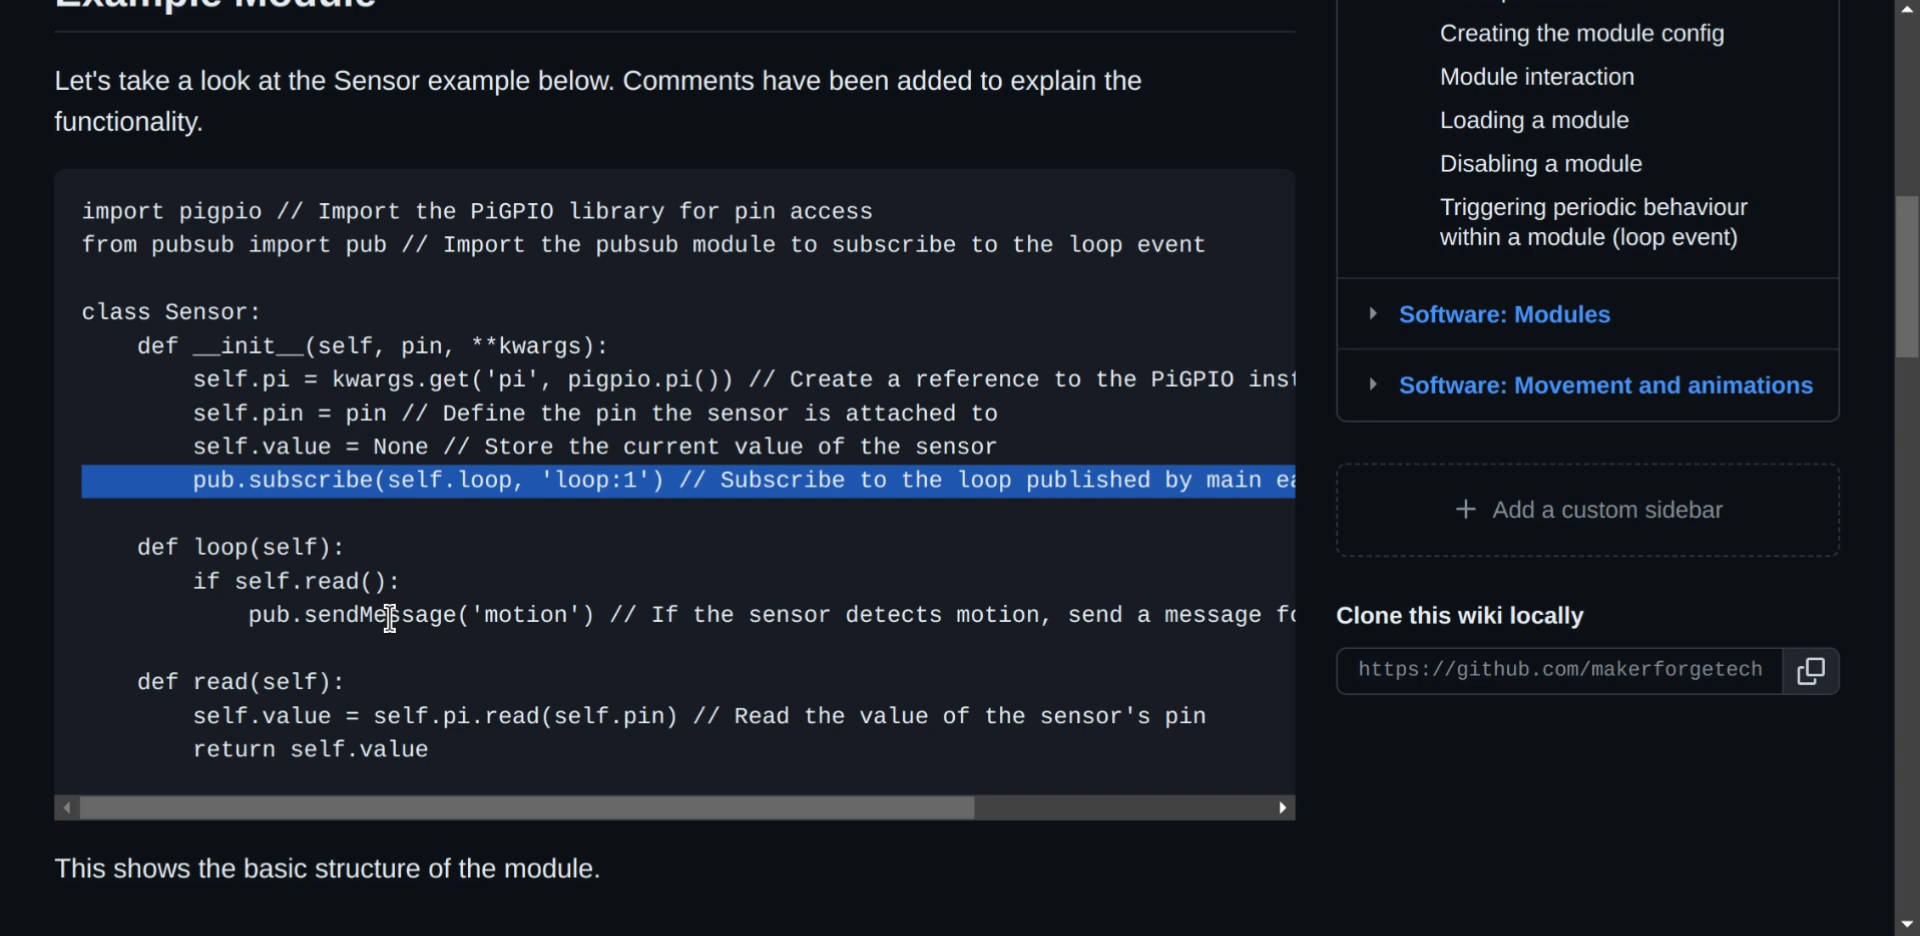 Example Module
Let's take a look at the Sensor example below. Comments have been added to explain the
functionality.
import pigpio // Import the PiGPIO library for pin access
from pubsub import pub // Import the pubsub module to subscribe to the loop event
class Sensor:
    def __init__(self, pin, **kwargs):
        self.pi = kwargs.get('pi', pigpio.pi()) // Create a reference to the PiGPIO inst
        self.pin = pin // Define the pin the sensor is attached to
        self.value = None // Store the current value of the sensor
        pub.subscribe(self.loop, 'loop:1') // Subscribe to the loop published by main ea
    def loop(self):
        if self.read():
            pub.sendMessage('motion') // If the sensor detects motion, send a message fo
    def read(self):
        self.value = self.pi.read(self.pin) // Read the value of the sensor's pin
        return self.value
This shows the basic structure of the module.
Creating the module config
Module interaction
Loading a module
Disabling a module
Triggering periodic behaviour
within a module (loop event)
Software: Modules
Software: Movement and animations
Add a custom sidebar
Clone this wiki locally
https://github.com/makerforgetech